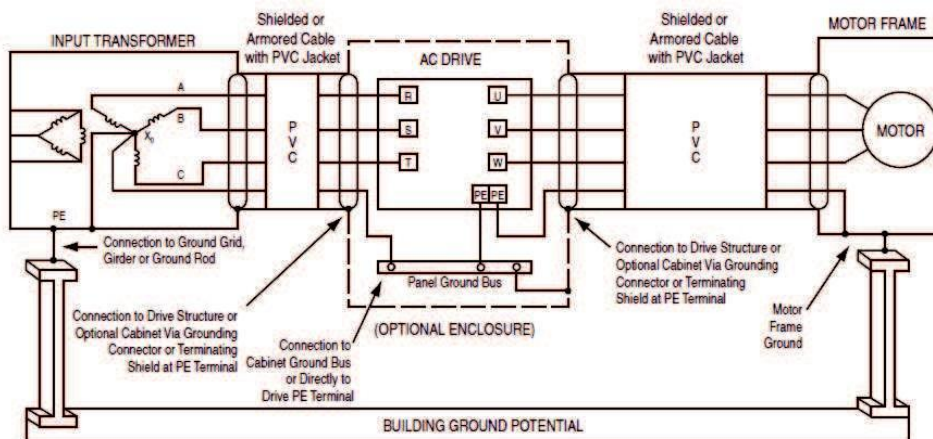 Shielded or
Armored Cable
with PVC Jacket
Shielded or
Armored Cable
with PVC Jacket
INPUT TRANSFORMER
AC DRIVE
MOTOR FRAME
A
B
X0
C
PE
P
V
C
R
S
T
U
V
W
PE
PE
P
V
C
MOTOR
Connection to Ground Grid,
Girder or Ground Rod
Panel Ground Bus
(OPTIONAL ENCLOSURE)
Connection to Drive Structure or
Optional Cabinet Via Grounding
Connector or Terminating
Shield at PE Terminal
Connection to
Cabinet Ground Bus
or Directly to
Drive PE Terminal
Connection to Drive Structure or
Optional Cabinet Via Grounding
Connector or Terminating
Shield at PE Terminal
Motor
Frame
Ground
BUILDING GROUND POTENTIAL